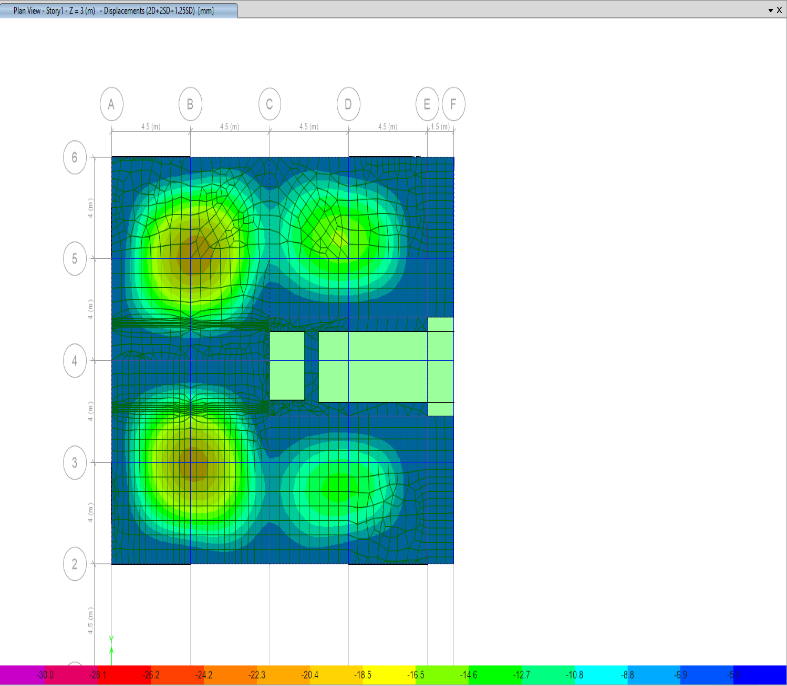 Plan View - Story1 - Z = 3 (m) - Displacements (2D+2SD+1.25SD) [mm]
X
A B C D E F
4.5 (m) 4.5 (m) 4.5 (m) 4.5 (m) 1.5 (m)
6
4 (m)
5
4 (m)
4
4 (m)
3
4 (m)
2
4.5 (m)
-30.0 -28.1 -26.2 -24.2 -22.3 -20.4 -18.5 -16.5 -14.6 -12.7 -10.8 -8.8 -6.9